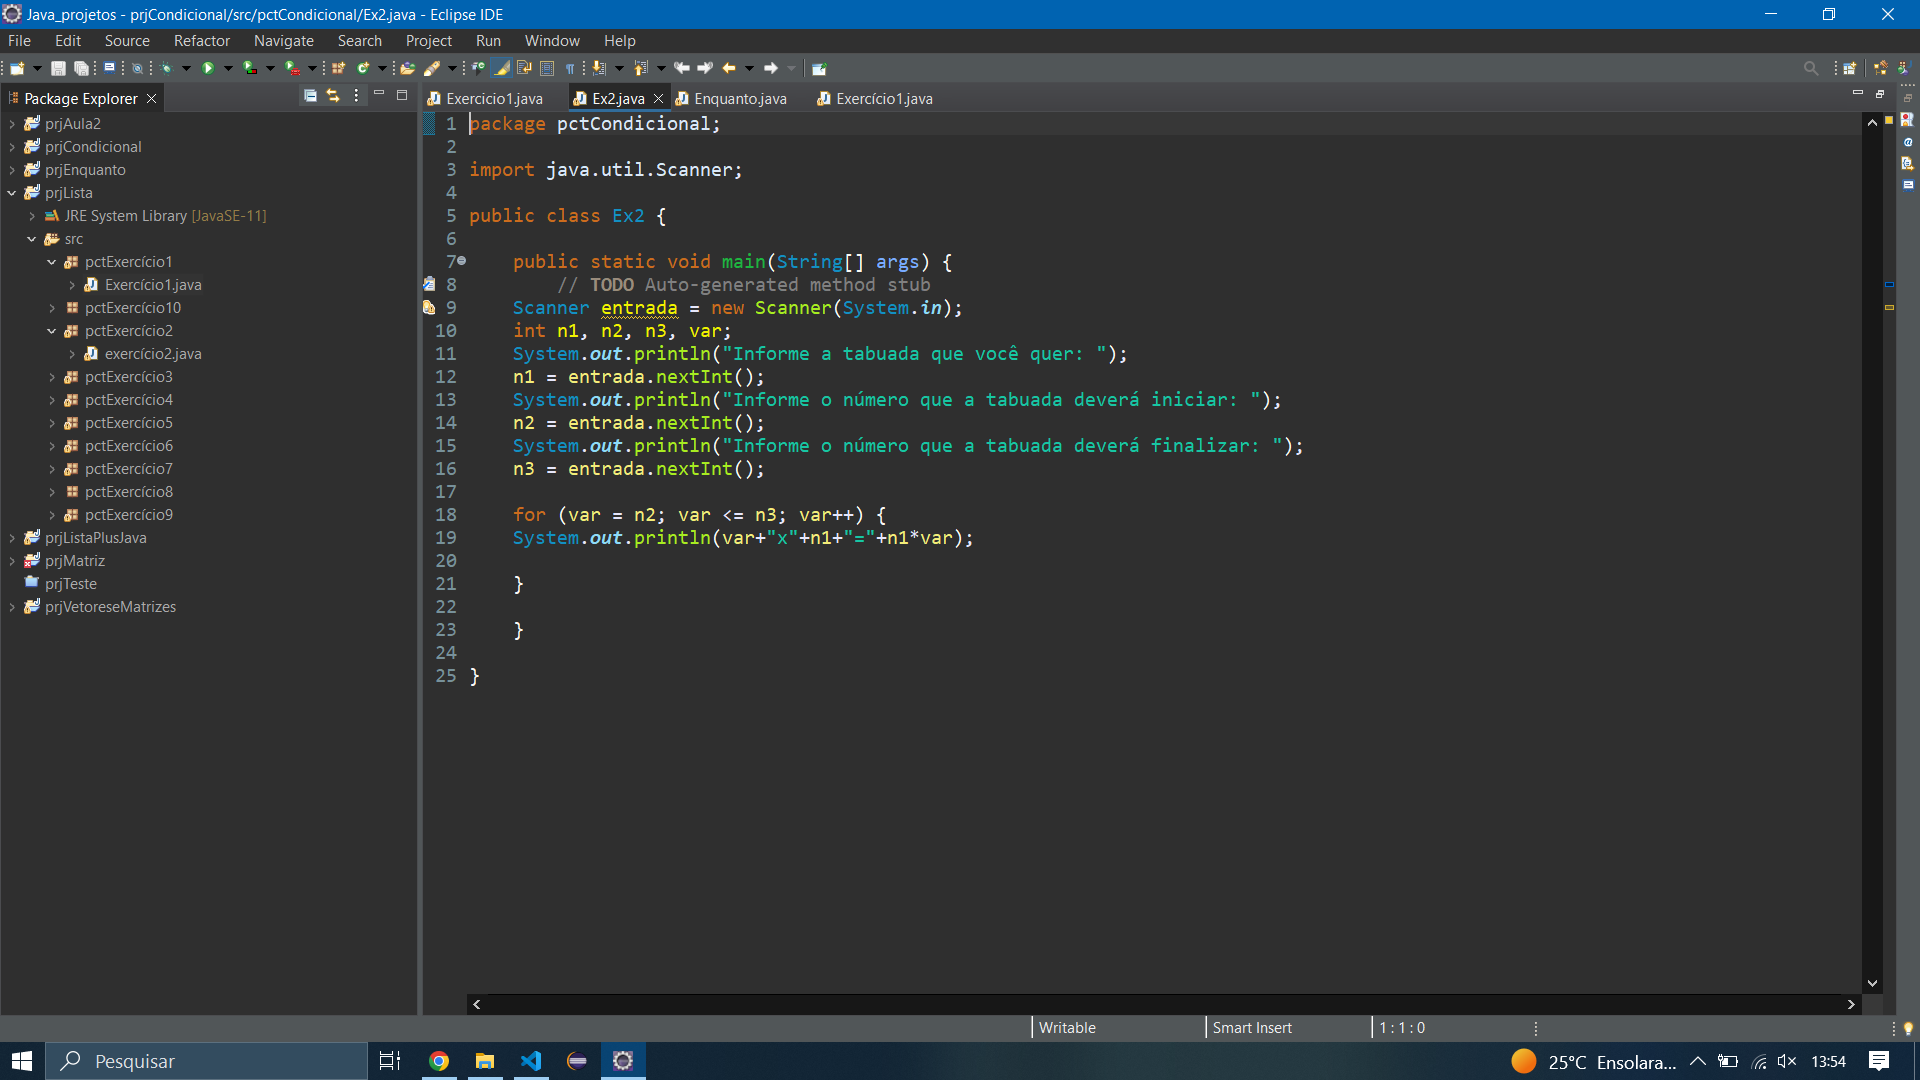 Java_projetos - prjCondicional/src/pctCondicional/Ex2.java - Eclipse IDE
File Edit Source Refactor Navigate Search Project Run Window Help
Package Explorer
prjAula2
prjCondicional
prjEnquanto
prjLista
JRE System Library [JavaSE-11]
src
pctExercício1
Exercício1.java
pctExercício10
pctExercício2
exercício2.java
pctExercício3
pctExercício4
pctExercício5
pctExercício6
pctExercício7
pctExercício8
pctExercício9
prjListaPlusJava
prjMatriz
prjTeste
prjVetoreseMatrizes
Exercicio1.java Ex2.java Enquanto.java Exercício1.java
1 package pctCondicional;
2
3 import java.util.Scanner;
4
5 public class Ex2 {
6
7     public static void main(String[] args) {
8         // TODO Auto-generated method stub
9     Scanner entrada = new Scanner(System.in);
10     int n1, n2, n3, var;
11     System.out.println("Informe a tabuada que você quer: ");
12     n1 = entrada.nextInt();
13     System.out.println("Informe o número que a tabuada deverá iniciar: ");
14     n2 = entrada.nextInt();
15     System.out.println("Informe o número que a tabuada deverá finalizar: ");
16     n3 = entrada.nextInt();
17
18     for (var = n2; var <= n3; var++) {
19     System.out.println(var+"x"+n1+"="+n1*var);
20
21     }
22
23     }
24
25 }
Writable Smart Insert 1 : 1 : 0
Pesquisar
25°C Ensolara... 13:54